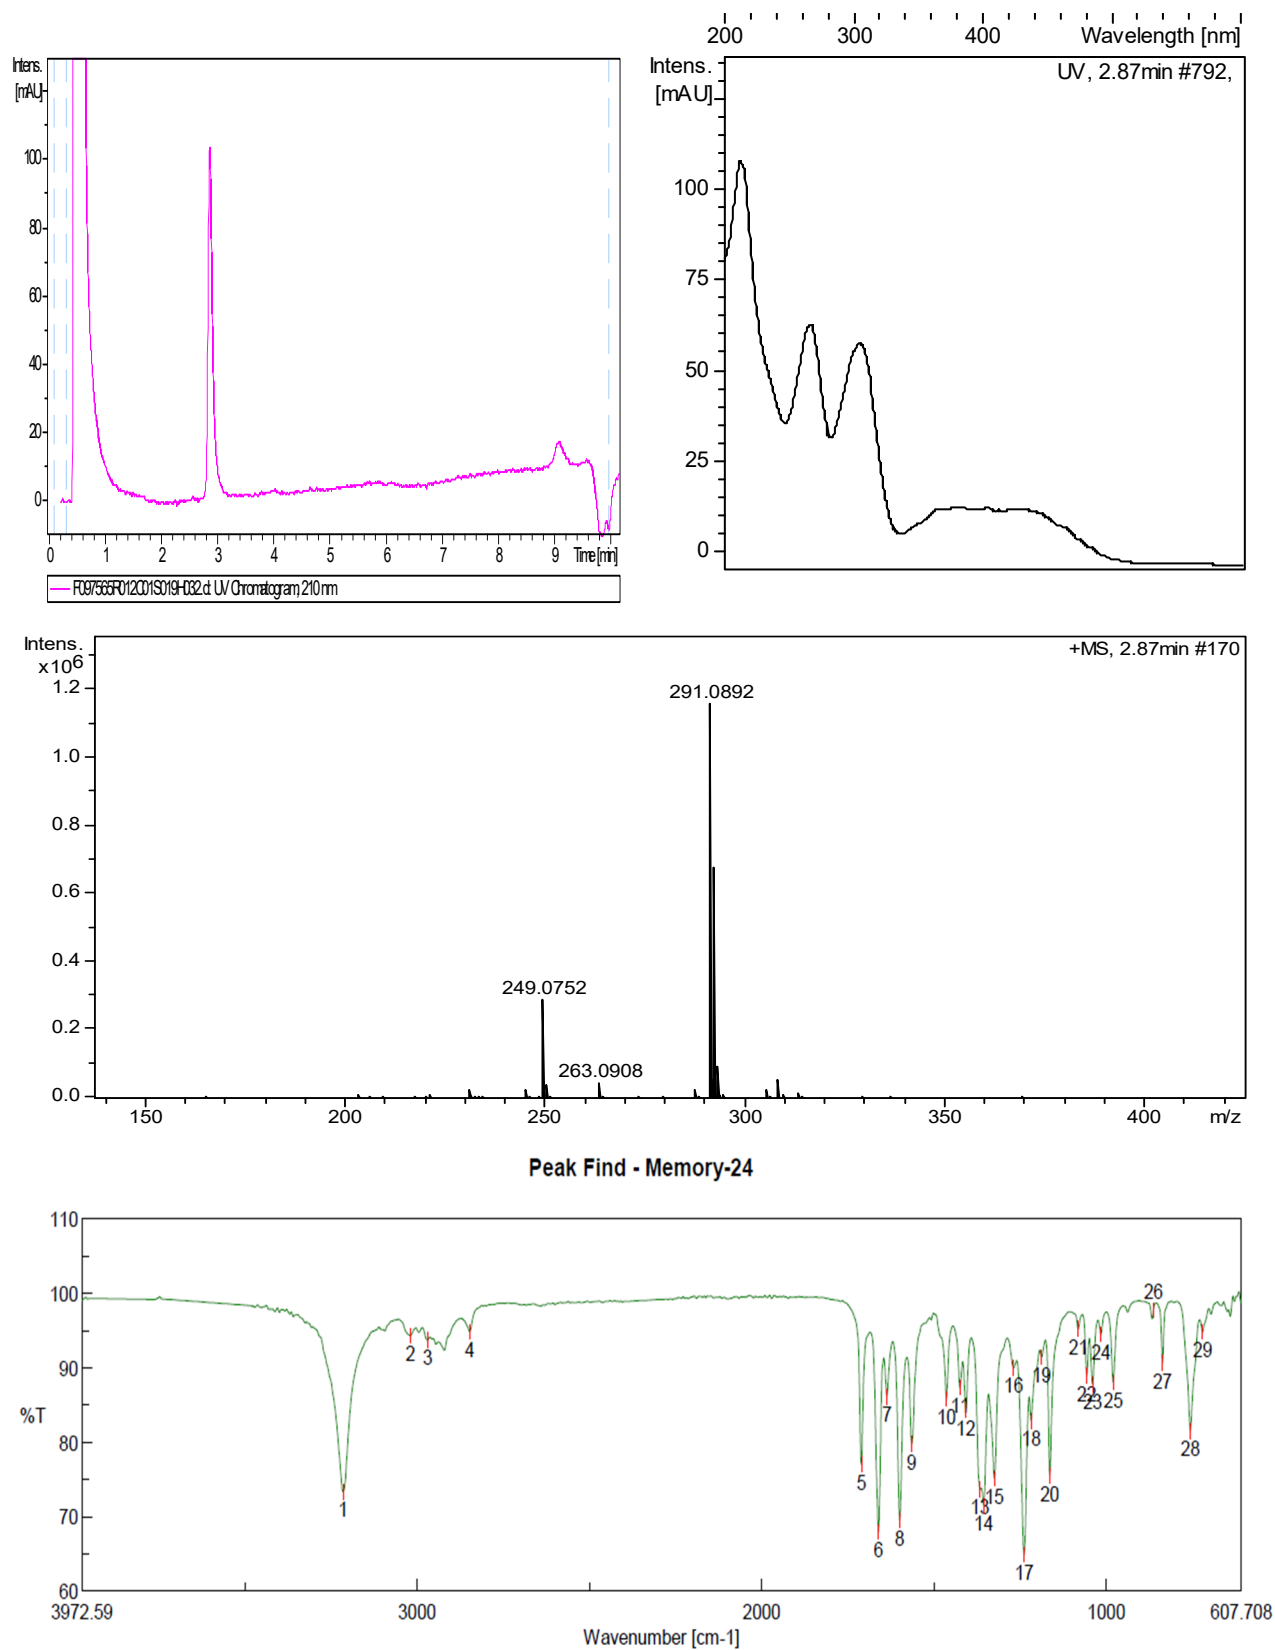 200 300 400 Wavelength [nm]
Intens.
[mAU]
100
80
60
40
20
0
0 1 2 3 4 5 6 7 8 9 Time [min]
F097565R012C01S019H032.d: UV Chromatogram, 210 nm
Intens.
[mAU]
UV, 2.87min #792,
100
75
50
25
0
Intens.
x10⁶
+MS, 2.87min #170
1.2
1.0
0.8
0.6
0.4
0.2
0.0
291.0892
249.0752
263.0908
150 200 250 300 350 400 m/z
Peak Find - Memory-24
110
100
90
80
70
60
%T
1 2 3 4 5 6 7 8 9 10 11 12 13 14 15 16 17 18 19 20 21 22 23 24 25 26 27 28 29
3972.59 3000 2000 1000 607.708
Wavenumber [cm-1]